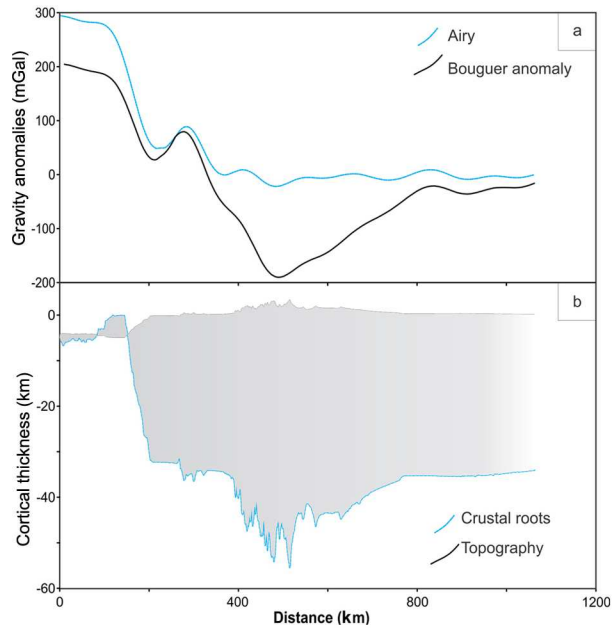 300
200
100
0
-100
-200
Gravity anomalies (mGal)
Airy
Bouguer anomaly
a
0
-20
-40
-60
Cortical thickness (km)
b
Crustal roots
Topography
0
400
800
1200
Distance (km)